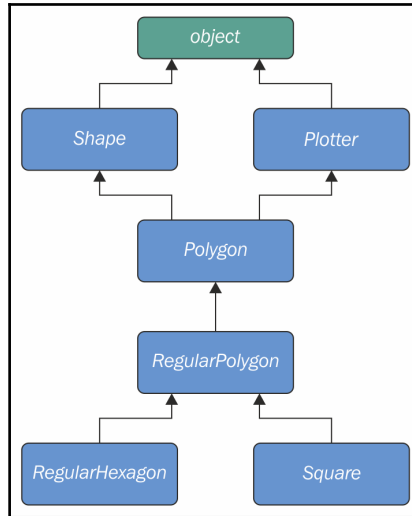 object
Shape
Plotter
Polygon
RegularPolygon
RegularHexagon
Square